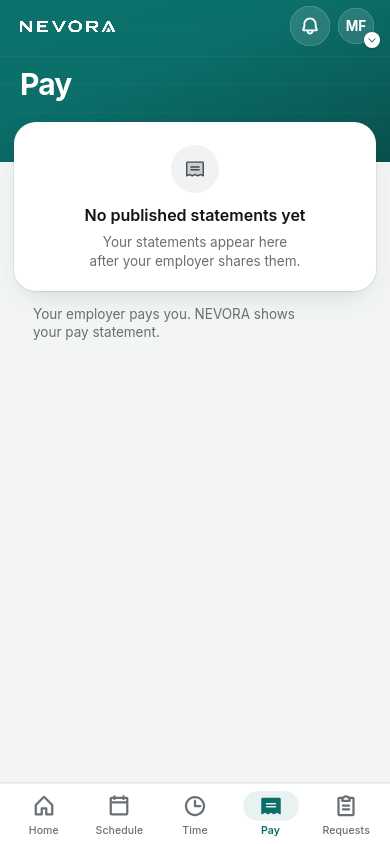 NEVORA
MF
Pay
No published statements yet
Your statements appear here
after your employer shares them.
Your employer pays you. NEVORA shows
your pay statement.
Home
Schedule
Time
Pay
Requests